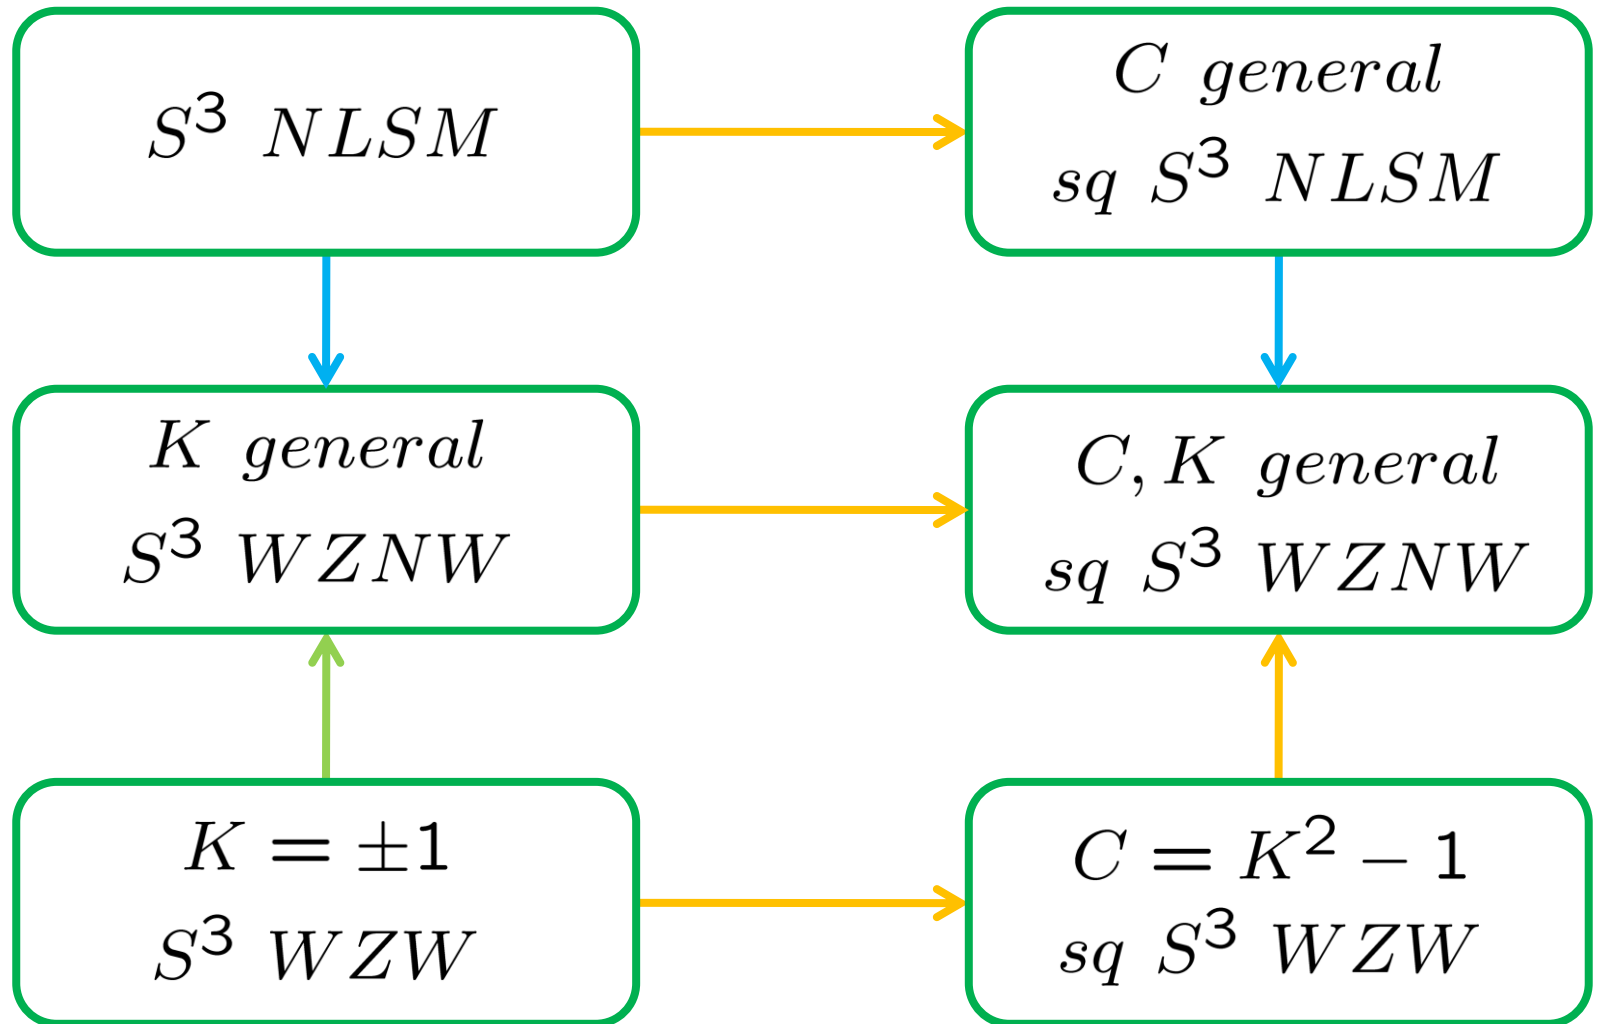 S³ NLSM
C general
sq S³ NLSM
K general
S³ WZNW
C, K general
sq S³ WZNW
K = ±1
S³ WZW
C = K² − 1
sq S³ WZW